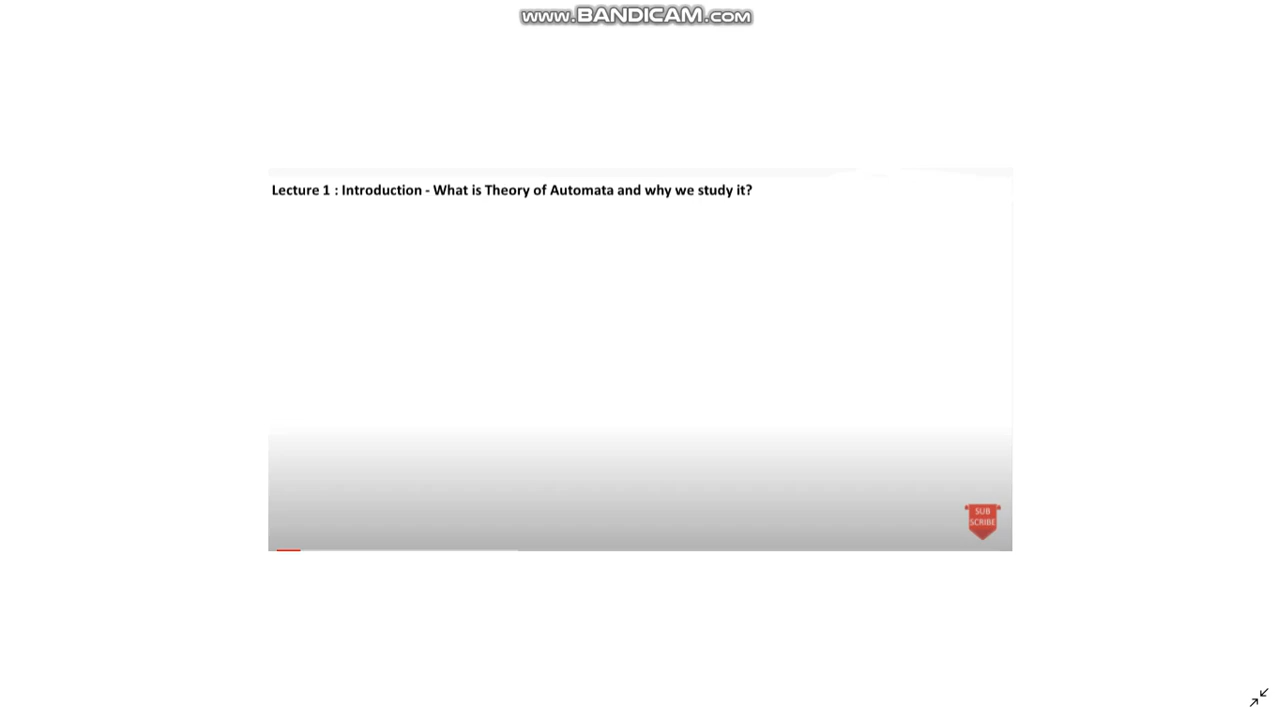 www.BANDICAM.com
Lecture 1 : Introduction - What is Theory of Automata and why we study it?
SUB
SCRIBE